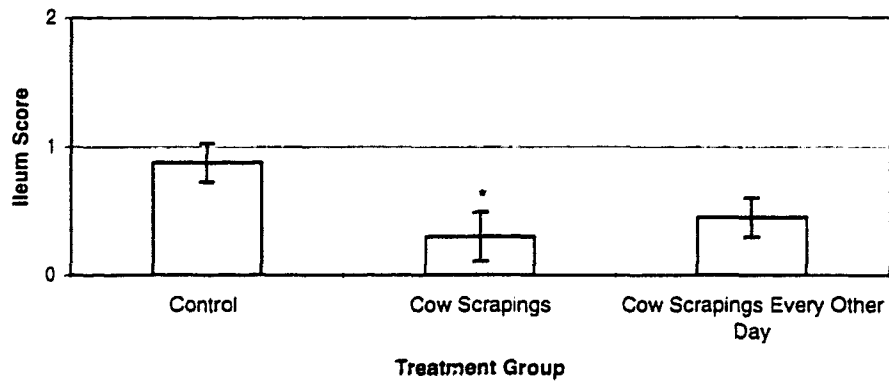 2
1
0
Ileum Score
*
Control
Cow Scrapings
Cow Scrapings Every Other
Day
Treatment Group